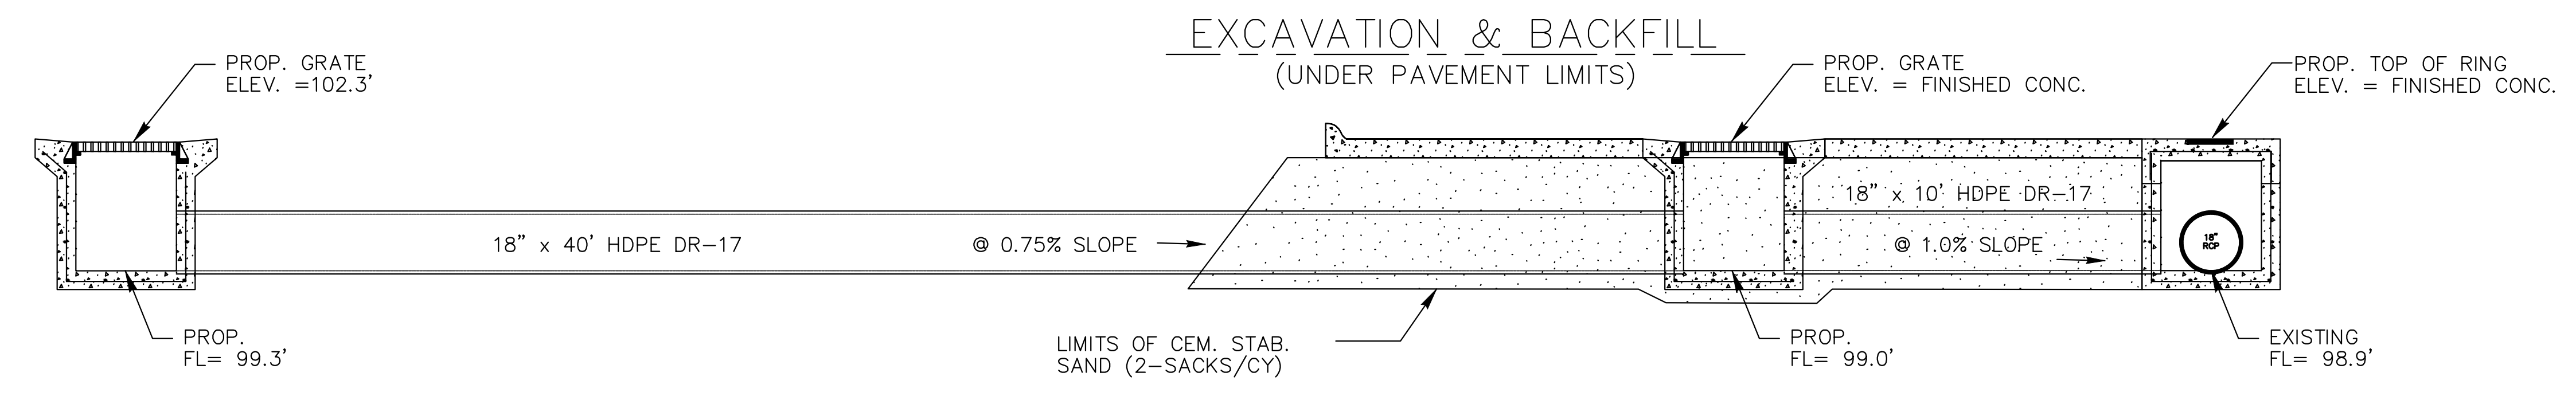 EXCAVATION & BACKFILL
(UNDER PAVEMENT LIMITS)
PROP. GRATE
ELEV. =102.3'
PROP. GRATE
ELEV. = FINISHED CONC.
PROP. TOP OF RING
ELEV. = FINISHED CONC.
18" x 40' HDPE DR-17
@ 0.75% SLOPE
18" x 10' HDPE DR-17
@ 1.0% SLOPE
18"
RCP
PROP.
FL= 99.3'
LIMITS OF CEM. STAB.
SAND (2-SACKS/CY)
PROP.
FL= 99.0'
EXISTING
FL= 98.9'